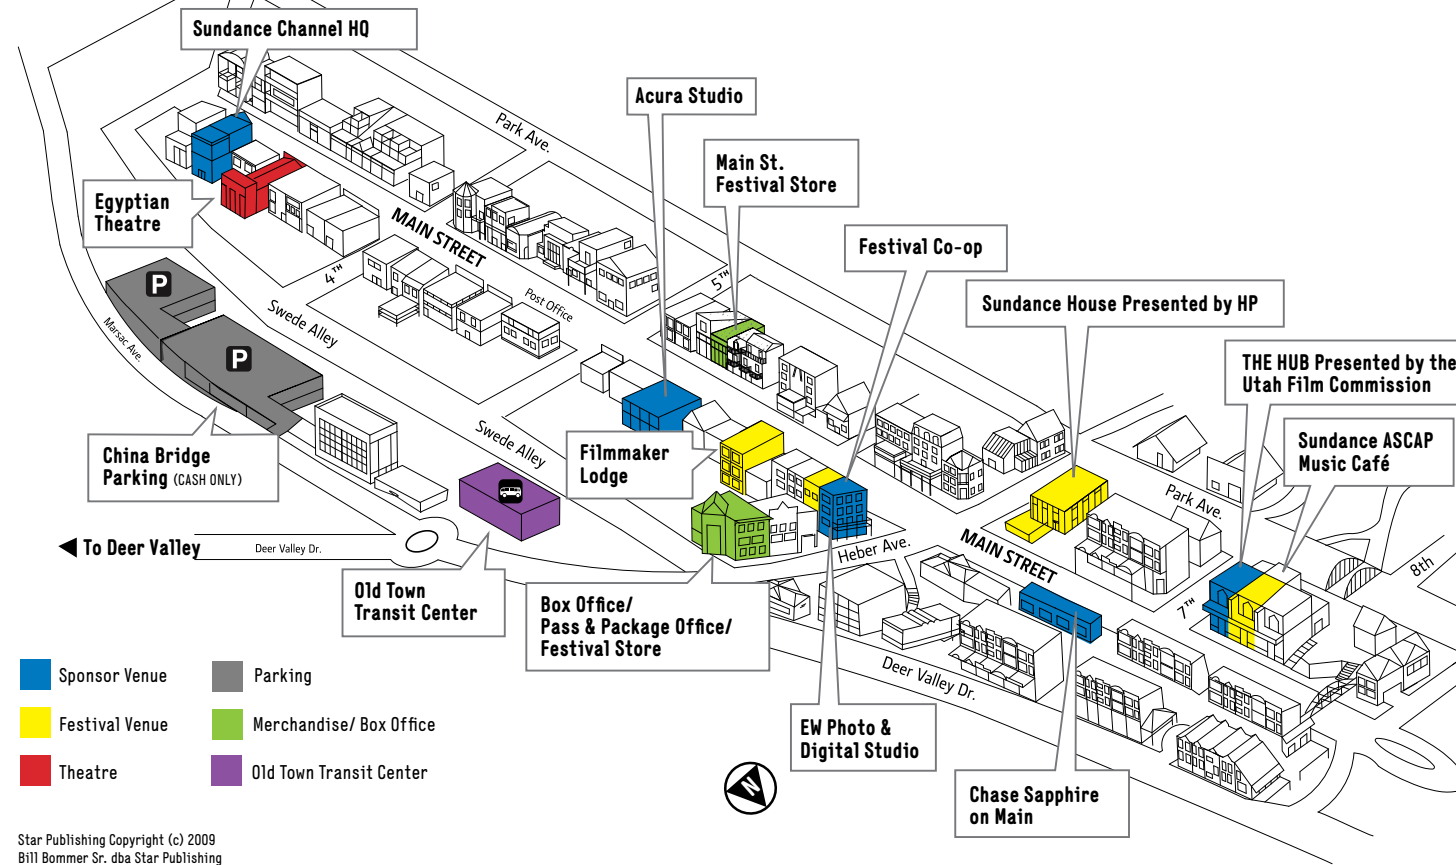 Sundance Channel HQ
Acura Studio
Park Ave.
Main St.
Festival Store
Egyptian
Theatre
MAIN STREET
Festival Co-op
4TH
5TH
Post Office
P
Swede Alley
Marsac Ave.
P
Sundance House Presented by HP
THE HUB Presented by the
Utah Film Commission
China Bridge
Parking (CASH ONLY)
Swede Alley
Filmmaker
Lodge
Sundance ASCAP
Music Café
Park Ave.
To Deer Valley
Deer Valley Dr.
Heber Ave.
MAIN STREET
8th
7TH
Old Town
Transit Center
Box Office/
Pass & Package Office/
Festival Store
Deer Valley Dr.
EW Photo &
Digital Studio
Chase Sapphire
on Main
N
Sponsor Venue
Parking
Festival Venue
Merchandise/ Box Office
Theatre
Old Town Transit Center
Star Publishing Copyright (c) 2009
Bill Bommer Sr. dba Star Publishing